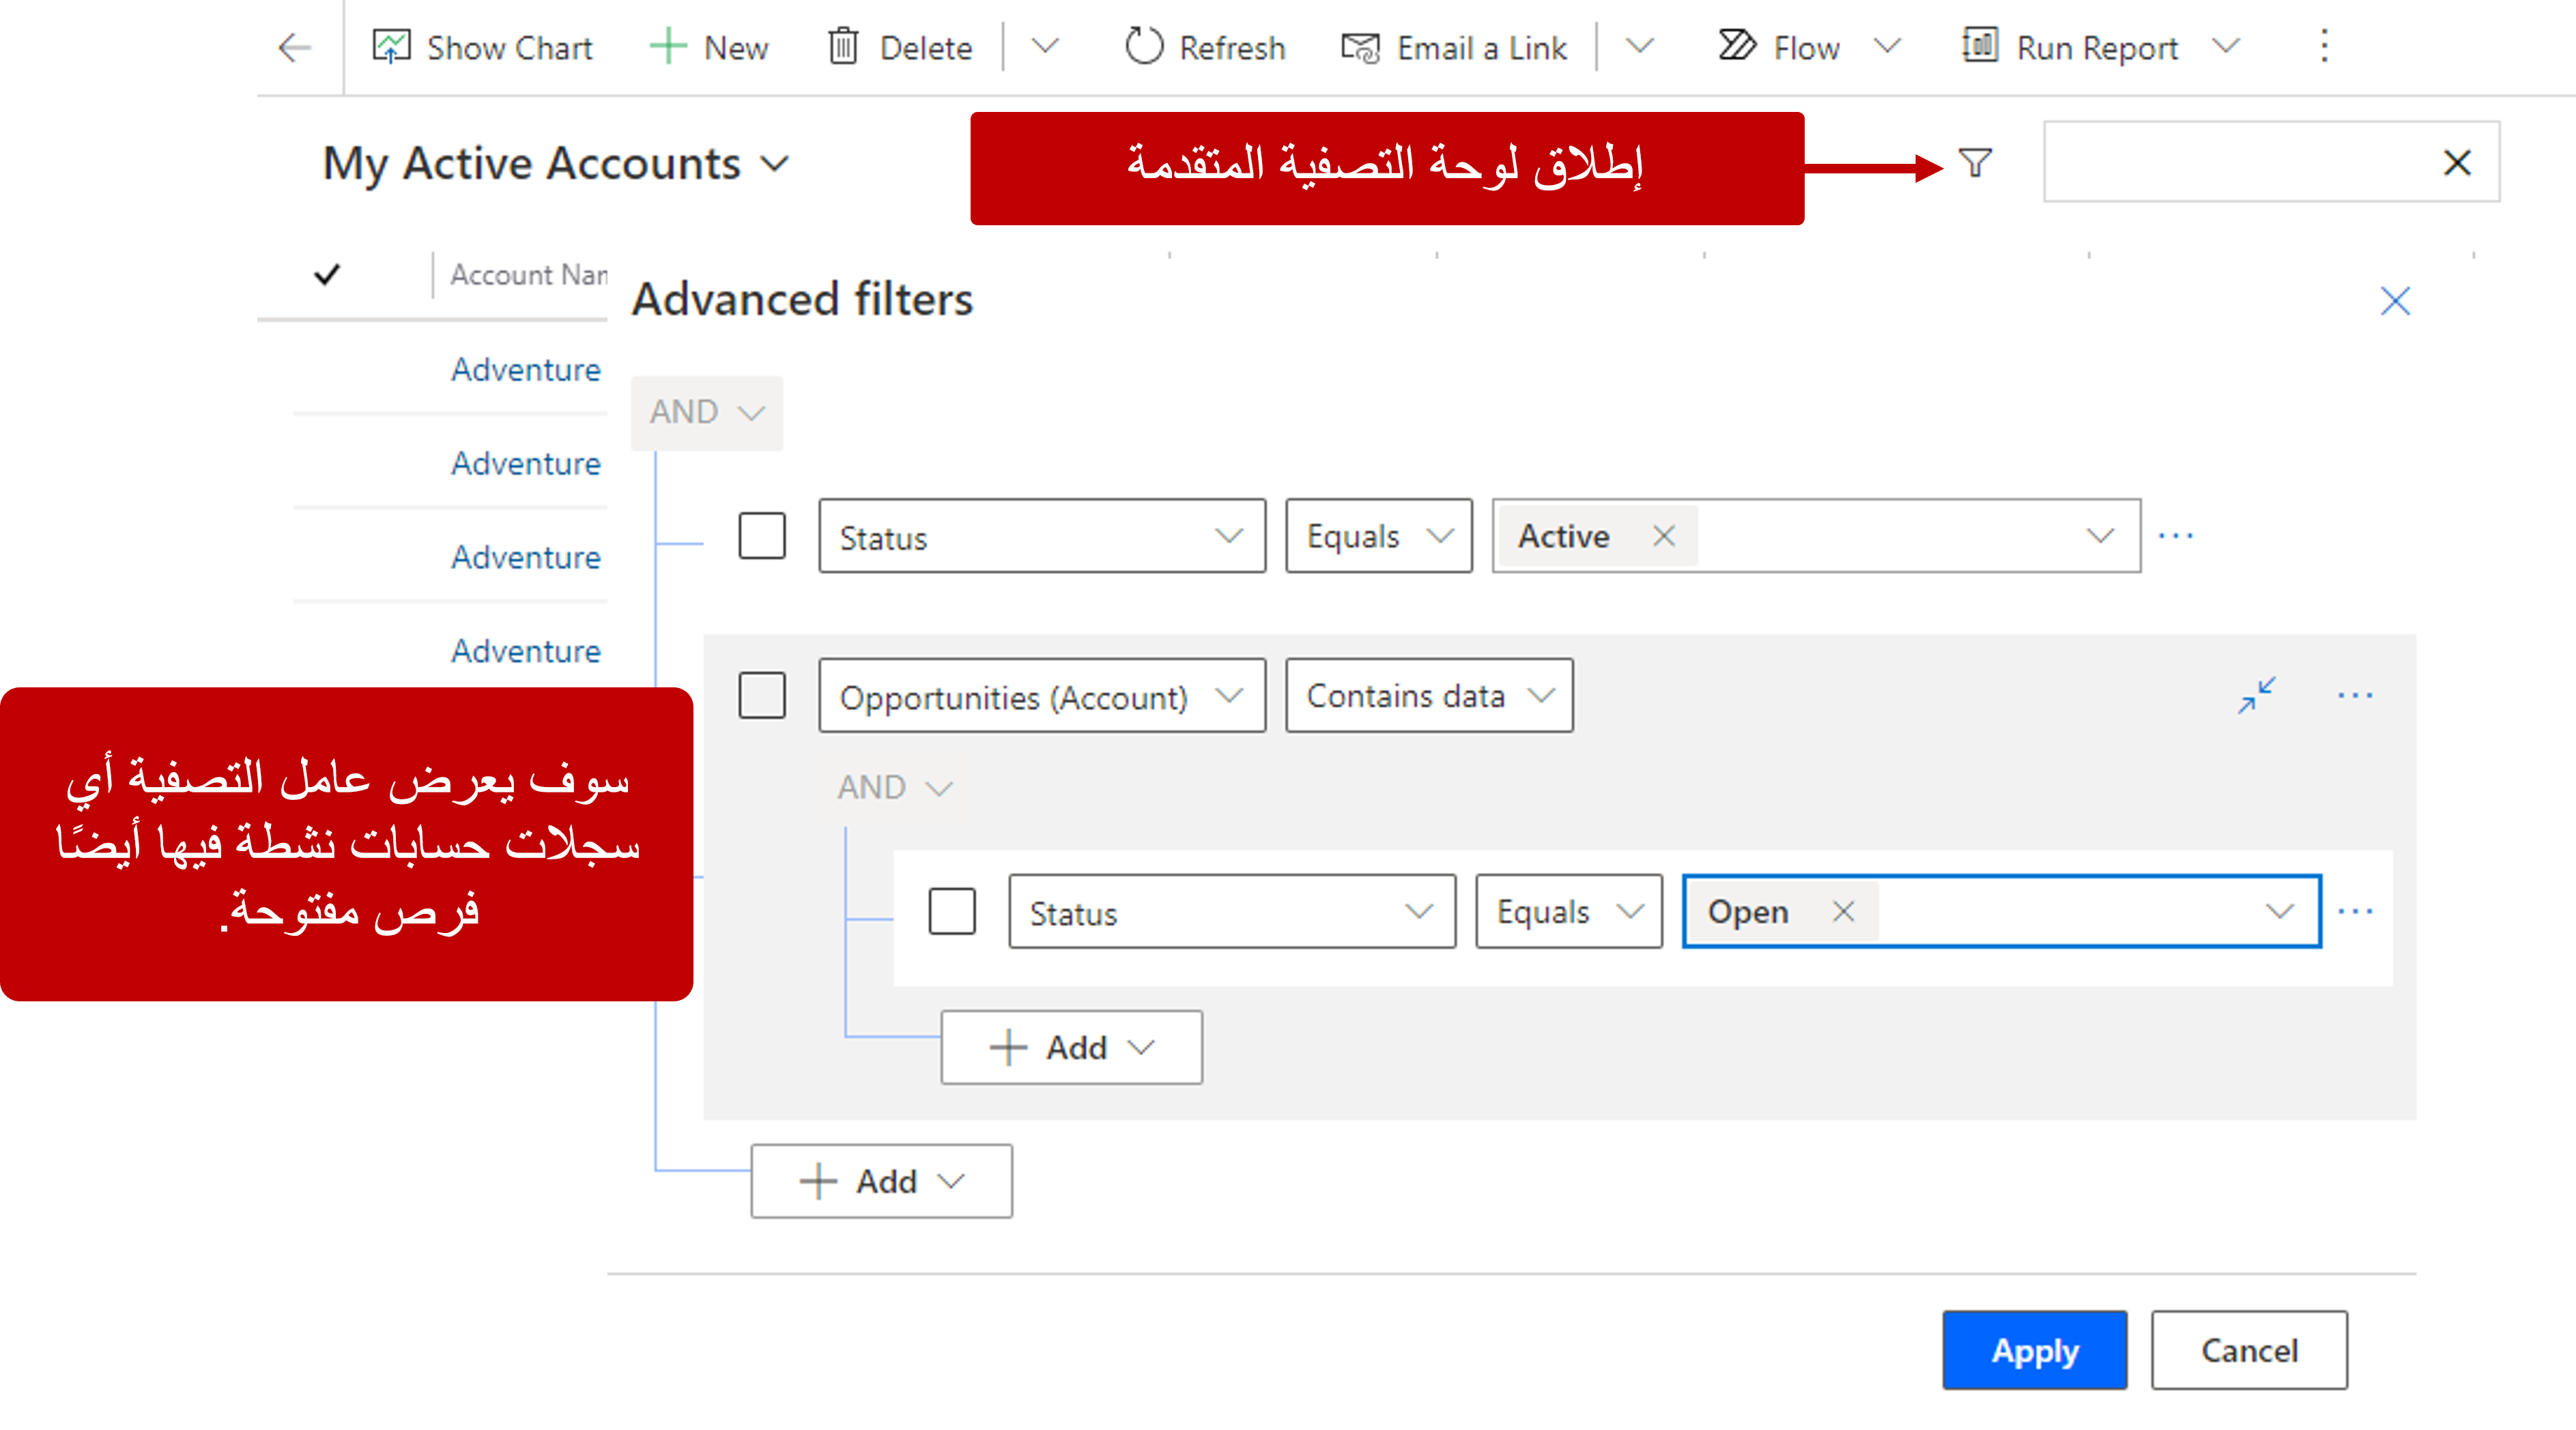 Show Chart New Delete Refresh Email a Link Flow Run Report
My Active Accounts
إطلاق لوحة التصفية المتقدمة
Account Nam
Advanced filters
Adventure
AND
Adventure
Status Equals Active
Adventure
Adventure
Opportunities (Account) Contains data
سوف يعرض عامل التصفية أي
سجلات حسابات نشطة فيها أيضًا
فرص مفتوحة.
AND
Status Equals Open
Add
Add
Apply Cancel